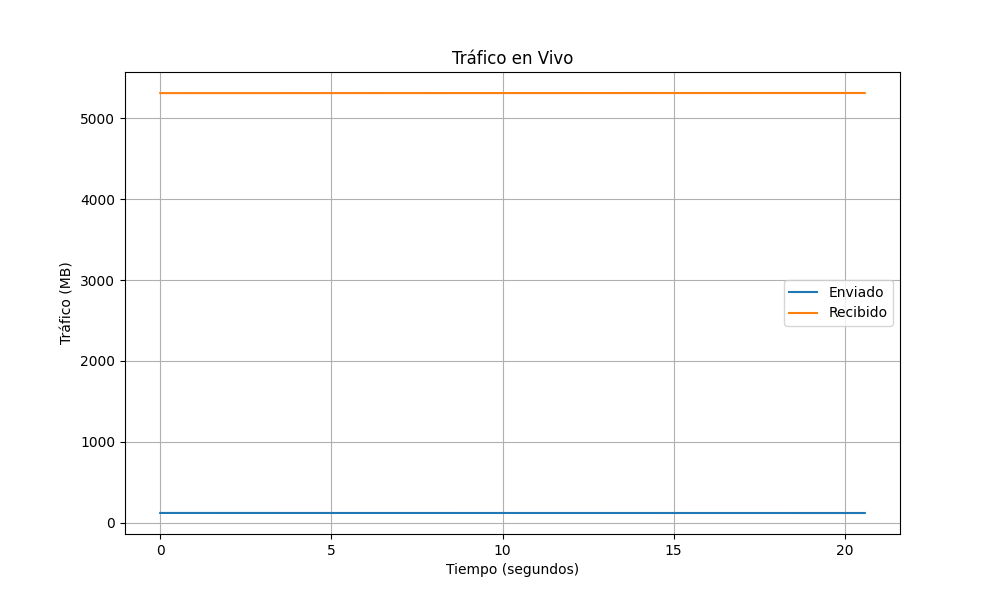 Tráfico en Vivo
5000
4000
3000
2000
1000
0
Tráfico (MB)
Enviado
Recibido
0 5 10 15 20
Tiempo (segundos)